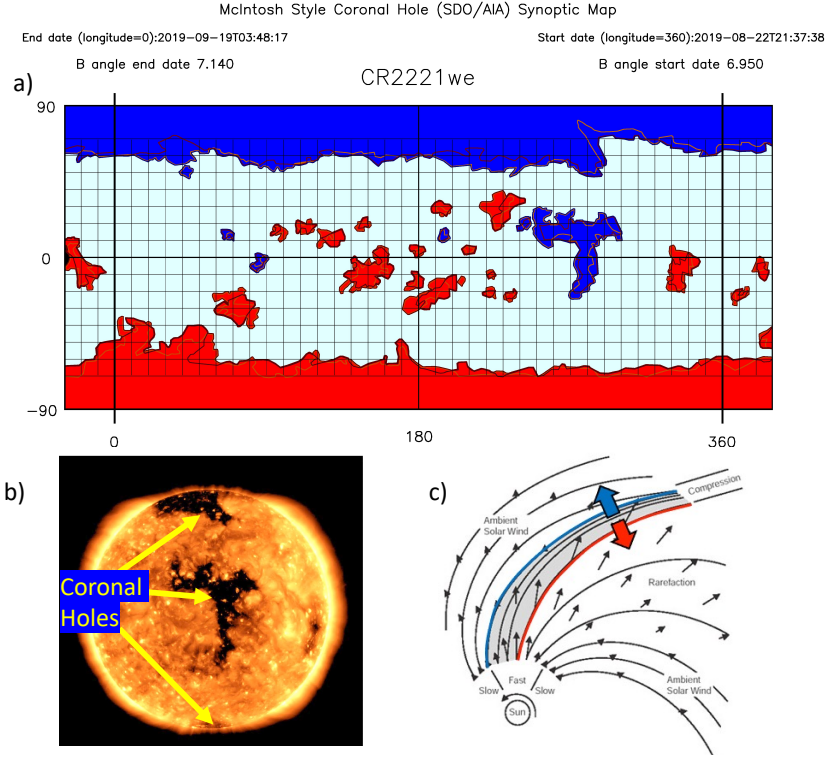 McIntosh Style Coronal Hole (SDO/AIA) Synoptic Map
End date (longitude=0):2019-09-19T03:48:17
Start date (longitude=360):2019-08-22T21:37:38
B angle end date 7.140
B angle start date 6.950
a)
CR2221we
90
0
-90
0
180
360
b)
Coronal
Holes
c)
Compression
Ambient
Solar Wind
Rarefaction
Ambient
Solar Wind
Fast
Slow
Slow
Sun